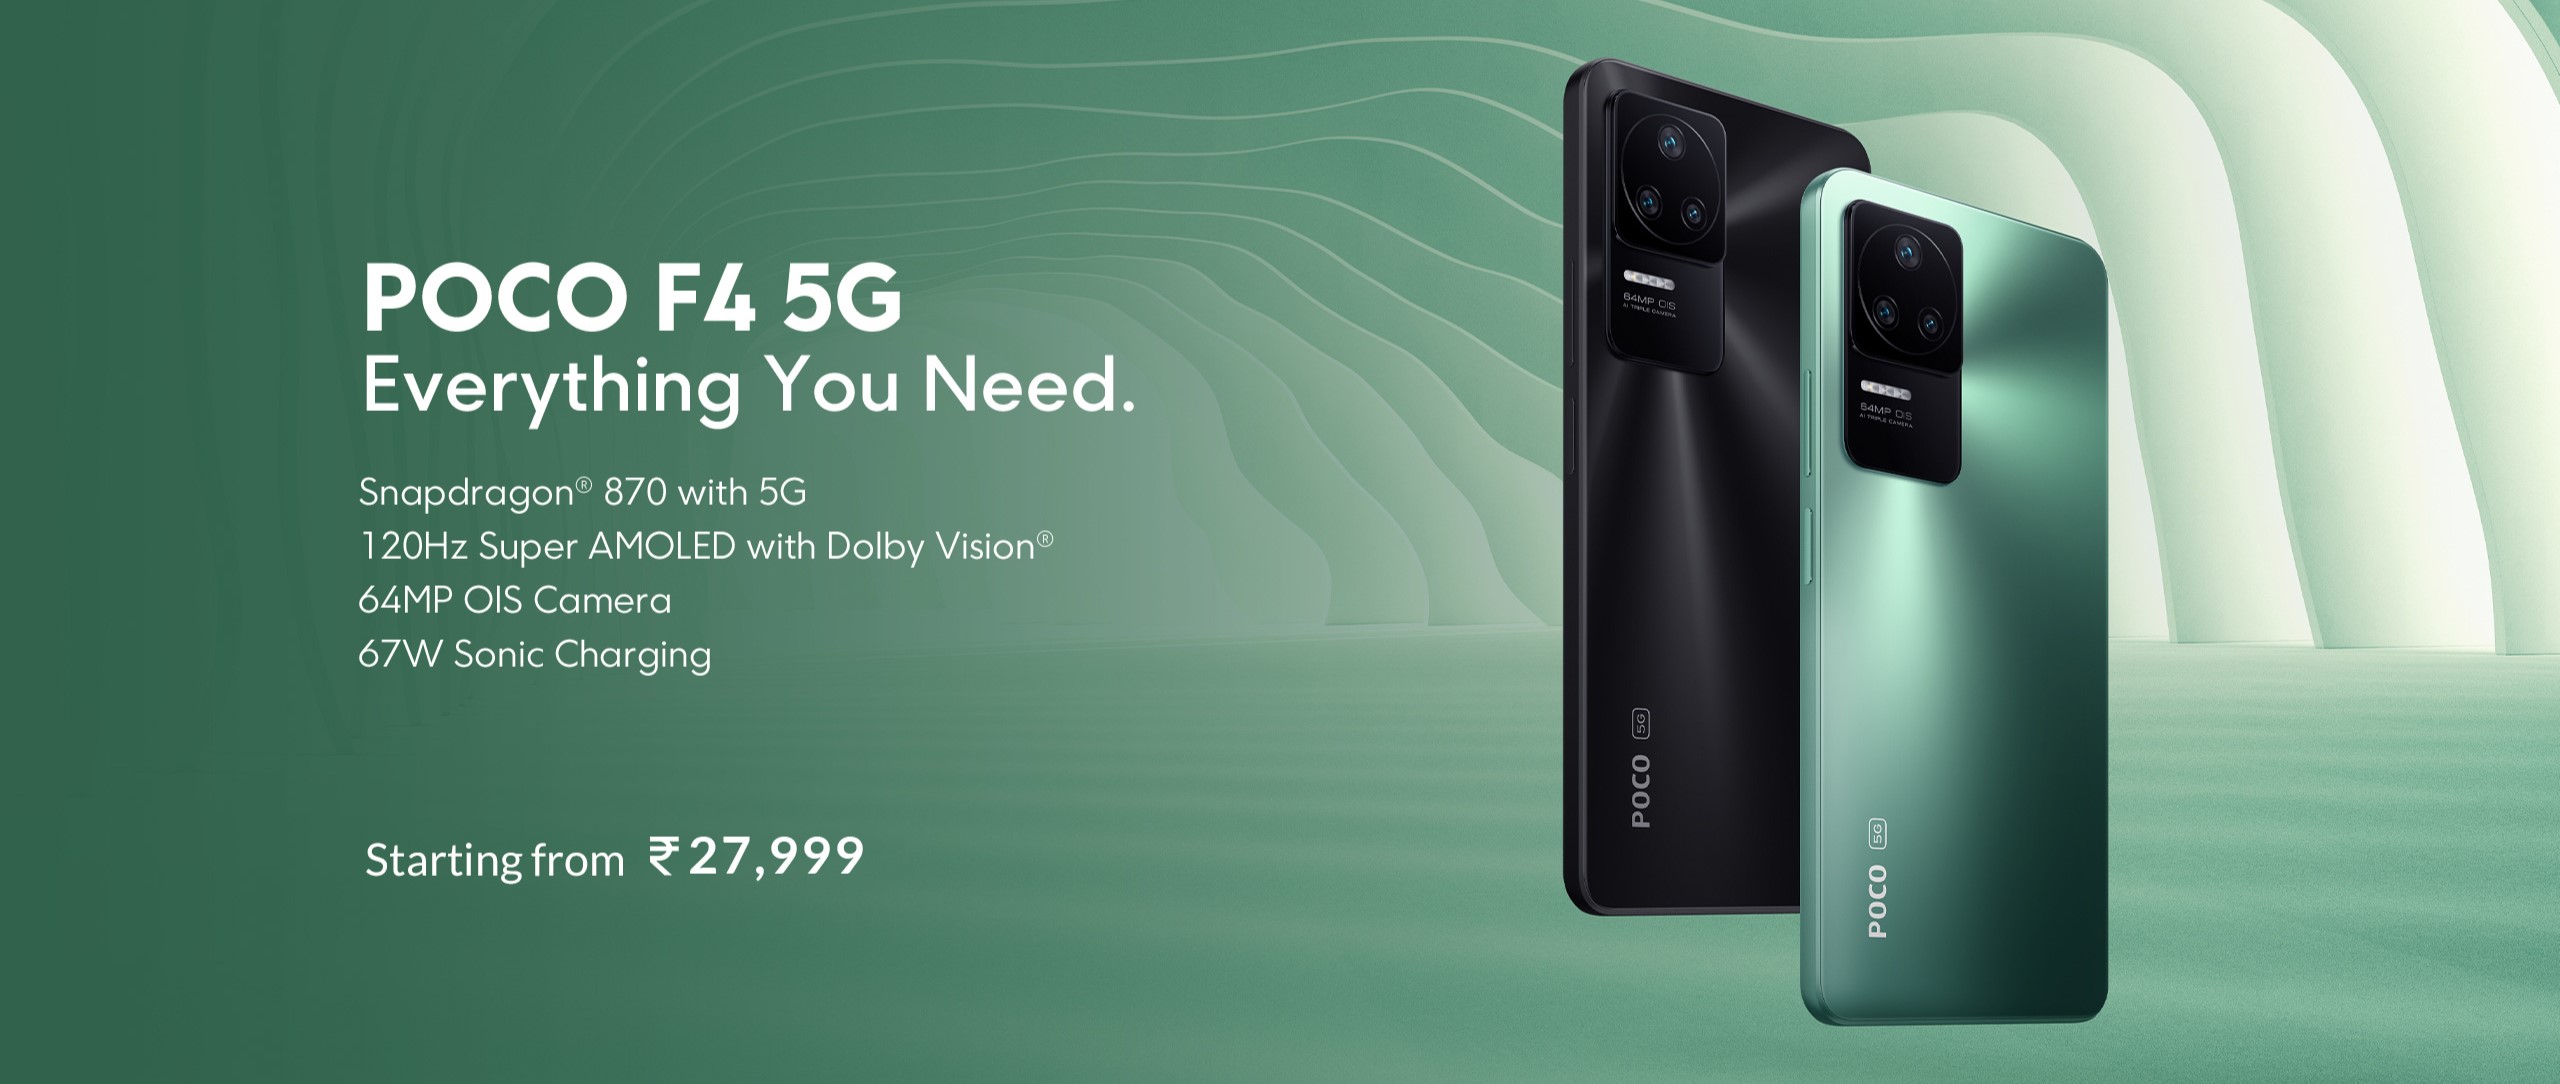 POCO F4 5G
Everything You Need.
Snapdragon® 870 with 5G
120Hz Super AMOLED with Dolby Vision®
64MP OIS Camera
67W Sonic Charging
Starting from ₹27,999
64MP OIS
AI TRIPLE CAMERA
POCO 5G
64MP OIS
AI TRIPLE CAMERA
POCO 5G